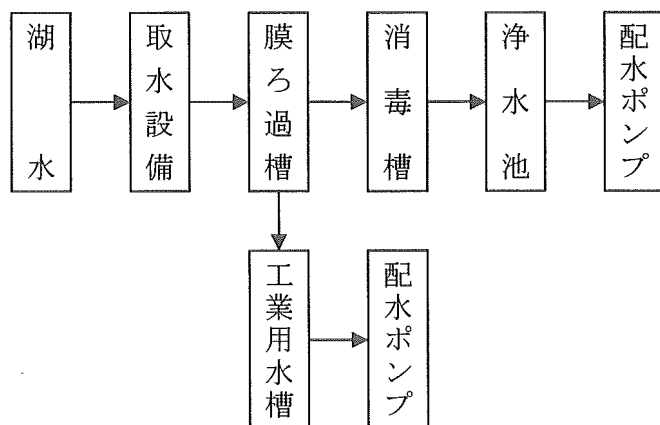 湖水
取水設備
膜ろ過槽
消毒槽
浄水池
配水ポンプ
工業用水槽
配水ポンプ